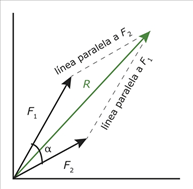 línea paralela a F₂
R
línea paralela a F₁
F₁
α
F₂